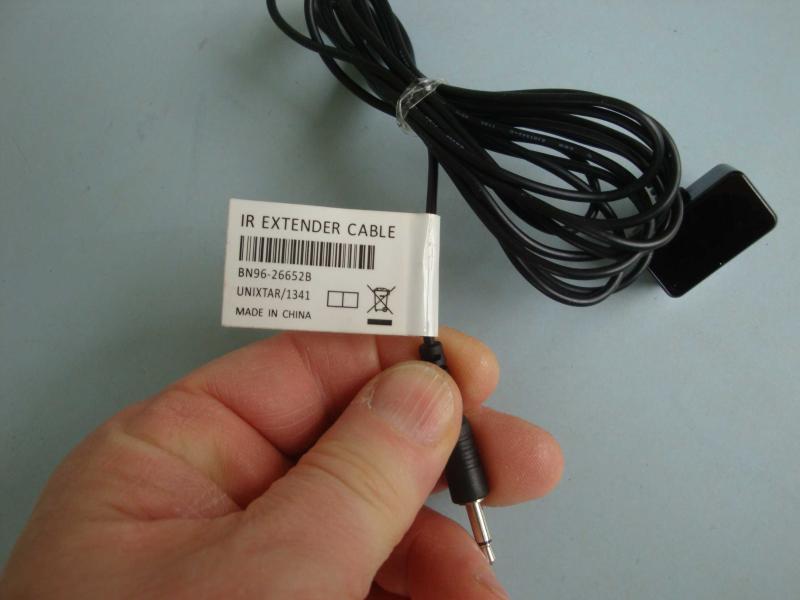 IR EXTENDER CABLE
BN96-26652B
UNIXTAR/1341
MADE IN CHINA